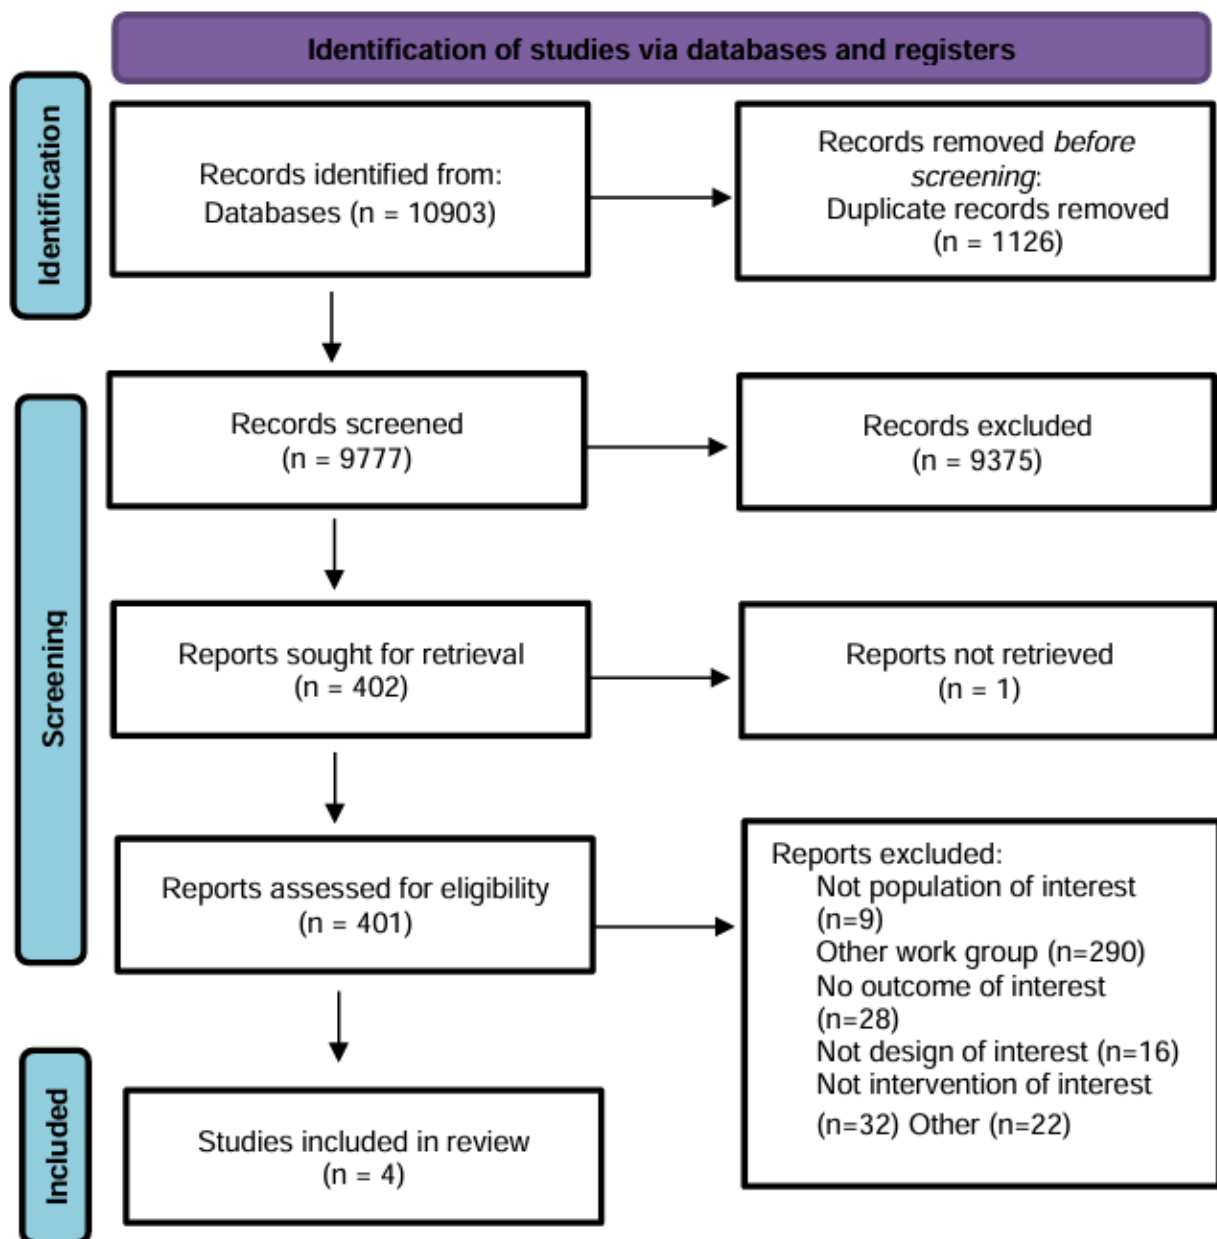 Identification of studies via databases and registers
Identification
Records identified from:
Databases (n = 10903)
Records removed before
screening:
Duplicate records removed
(n = 1126)
Screening
Records screened
(n = 9777)
Records excluded
(n = 9375)
Reports sought for retrieval
(n = 402)
Reports not retrieved
(n = 1)
Reports assessed for eligibility
(n = 401)
Reports excluded:
Not population of interest
(n=9)
Other work group (n=290)
No outcome of interest
(n=28)
Not design of interest (n=16)
Not intervention of interest
(n=32) Other (n=22)
Included
Studies included in review
(n = 4)